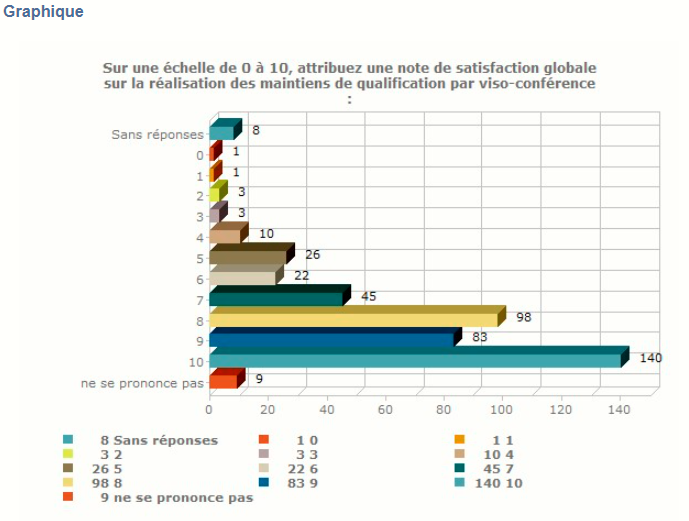 Graphique
Sur une échelle de 0 à 10, attribuez une note de satisfaction globale
sur la réalisation des maintiens de qualification par viso-conférence
:
Sans réponses 8
0 1
1 1
2 3
3 3
4 10
5 26
6 22
7 45
8 98
9 83
10 140
ne se prononce pas 9
0 20 40 60 80 100 120 140
8 Sans réponses 1 0 1 1
3 2 3 3 10 4
26 5 22 6 45 7
98 8 83 9 140 10
9 ne se prononce pas